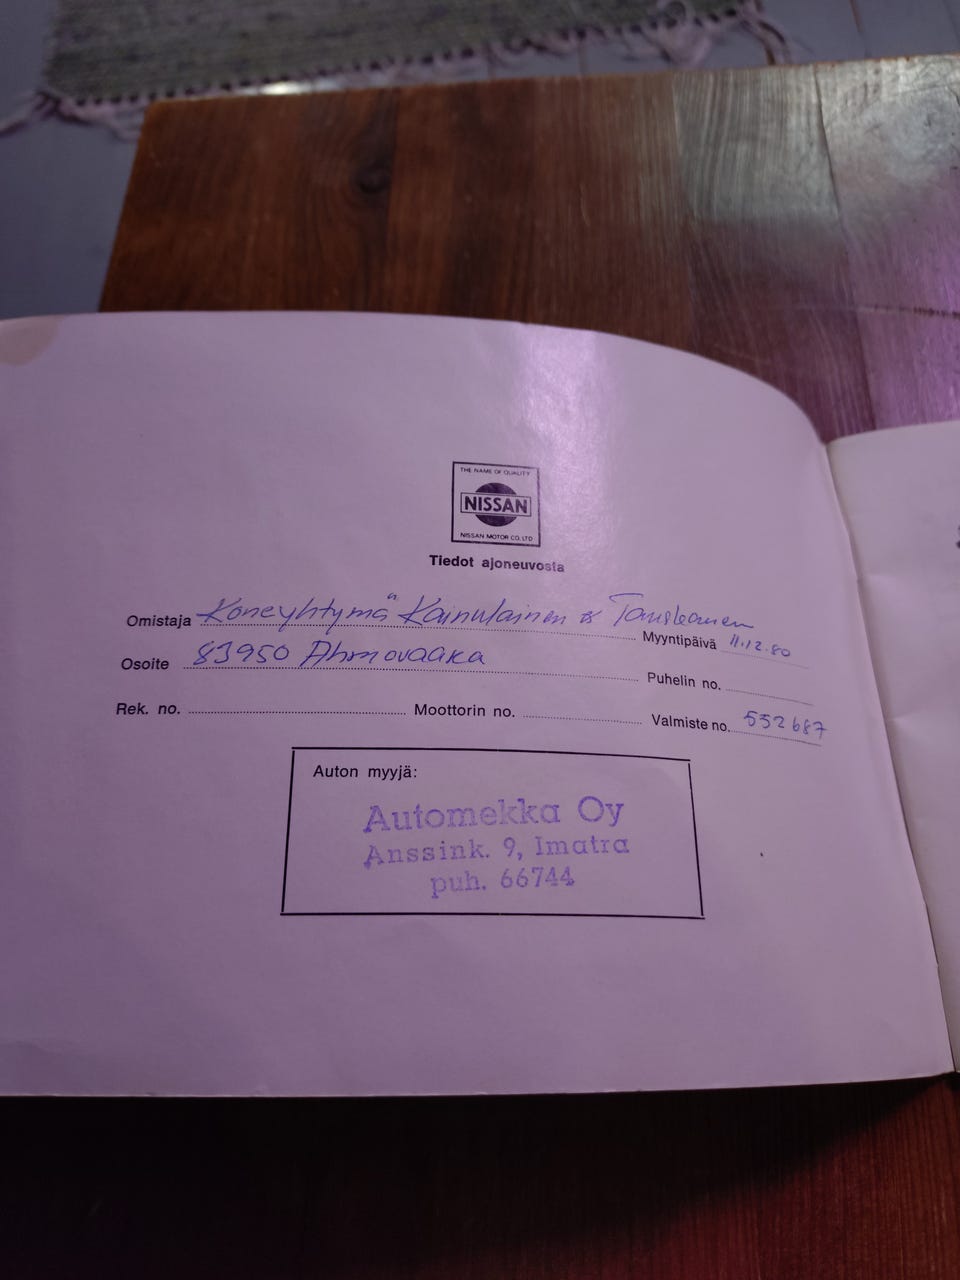 THE NAME OF QUALITY
NISSAN
NISSAN MOTOR CO., LTD
Tiedot ajoneuvosta
Omistaja Koneyhtymä Kainulainen &
Myyntipäivä 11.12.80
Osoite 83950 Ahmovaara
Puhelin no.
Rek. no. Moottorin no. Valmiste no. 552687
Auton myyjä:
Automekka Oy
Anssink. 9, Imatra
puh. 66744